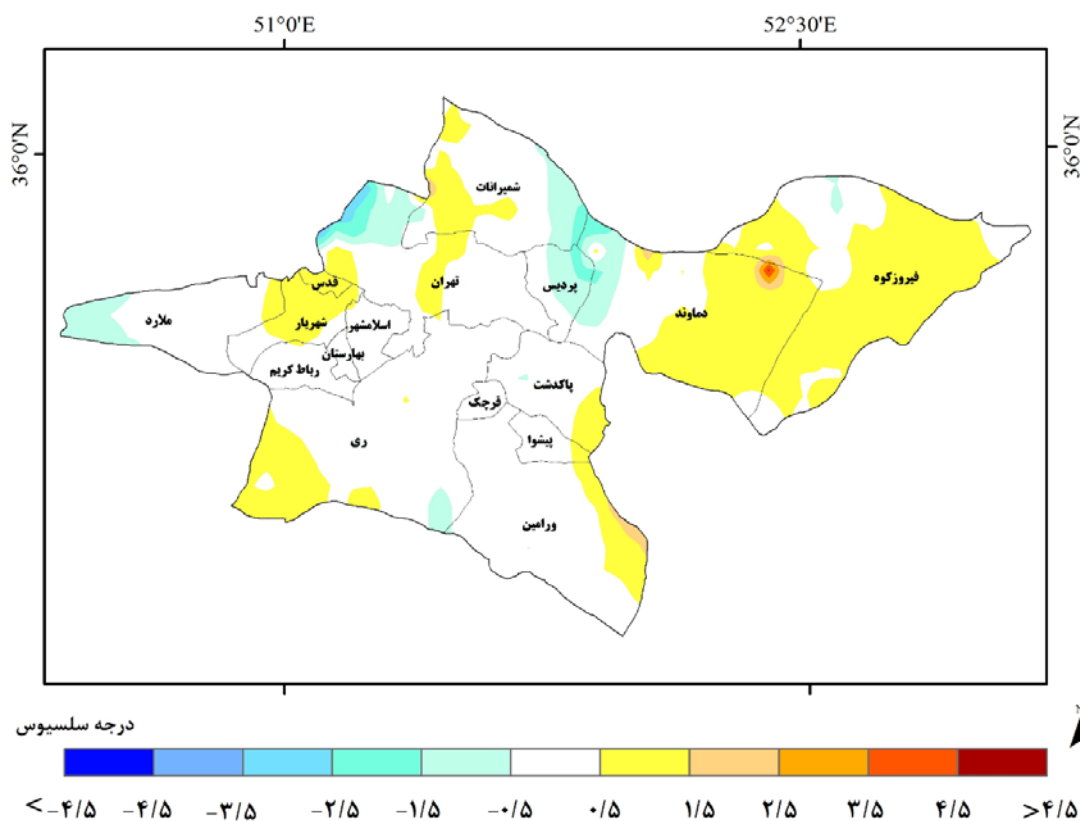 51°0'E 52°30'E
36°0'N 36°0'N
شمیرانات
فیروزکوه
قدس تهران پردیس
ملارد شهریار اسلامشهر دماوند
بهارستان
رباط کریم
پاکدشت
قرچک
ری پیشوا
ورامین
درجه سلسیوس
< -۴/۵ -۴/۵ -۳/۵ -۲/۵ -۱/۵ -۰/۵ ۰/۵ ۱/۵ ۲/۵ ۳/۵ ۴/۵ >۴/۵